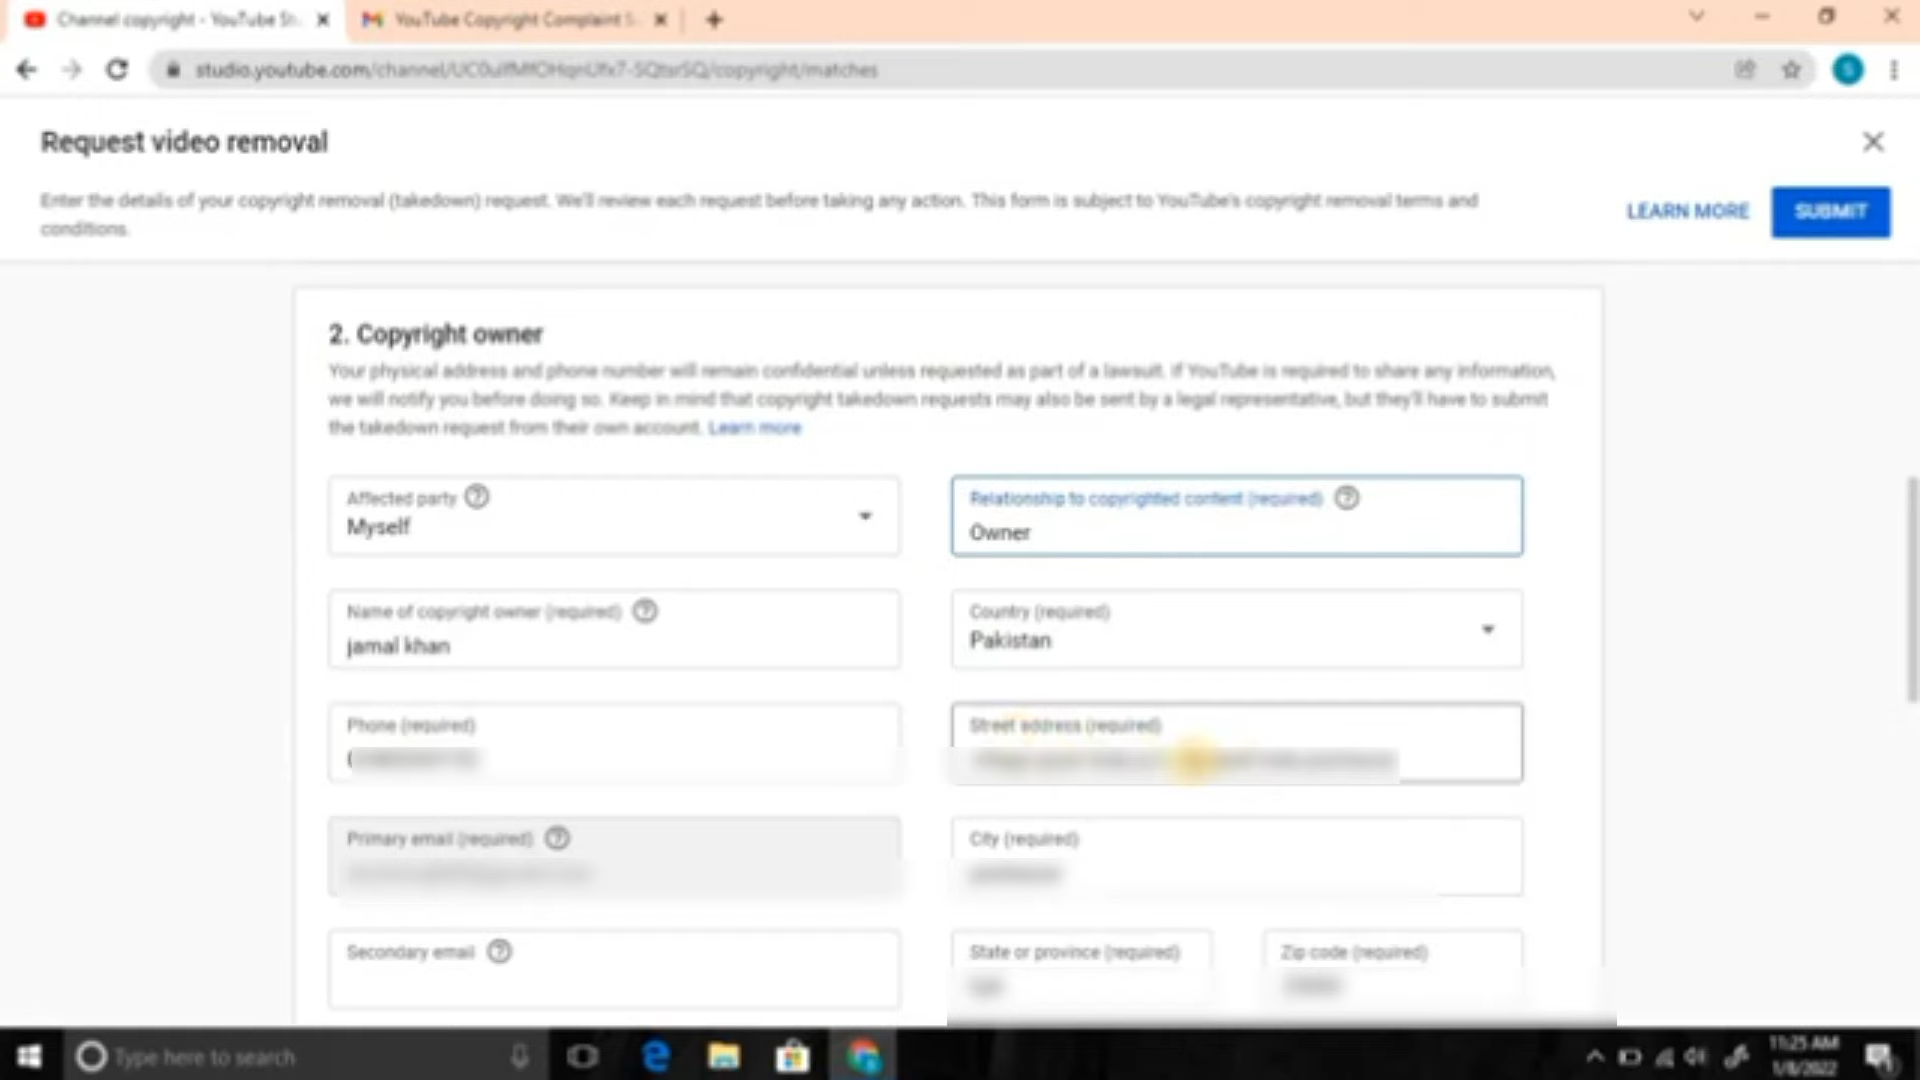 Channel copyright - YouTube St
YouTube Copyright Complaint S
studio.youtube.com/channel/
/copyright/matches
Request video removal
Enter the details of your copyright removal (takedown) request. We'll review each request before taking any action. This form is subject to YouTube's copyright removal terms and
conditions.
LEARN MORE
SUBMIT
2. Copyright owner
Your physical address and phone number will remain confidential unless requested as part of a lawsuit. If YouTube is required to share any information,
we will notify you before doing so. Keep in mind that copyright takedown requests may also be sent by a legal representative, but they'll have to submit
the takedown request from their own account. Learn more
Affected party ?
Myself
Relationship to copyrighted content (required) ?
Owner
Name of copyright owner (required) ?
jamal khan
Country (required)
Pakistan
Phone (required)
Street address (required)
Primary email (required) ?
City (required)
Secondary email ?
State or province (required)
Zip code (required)
Type here to search
11:25 AM
1/8/2022